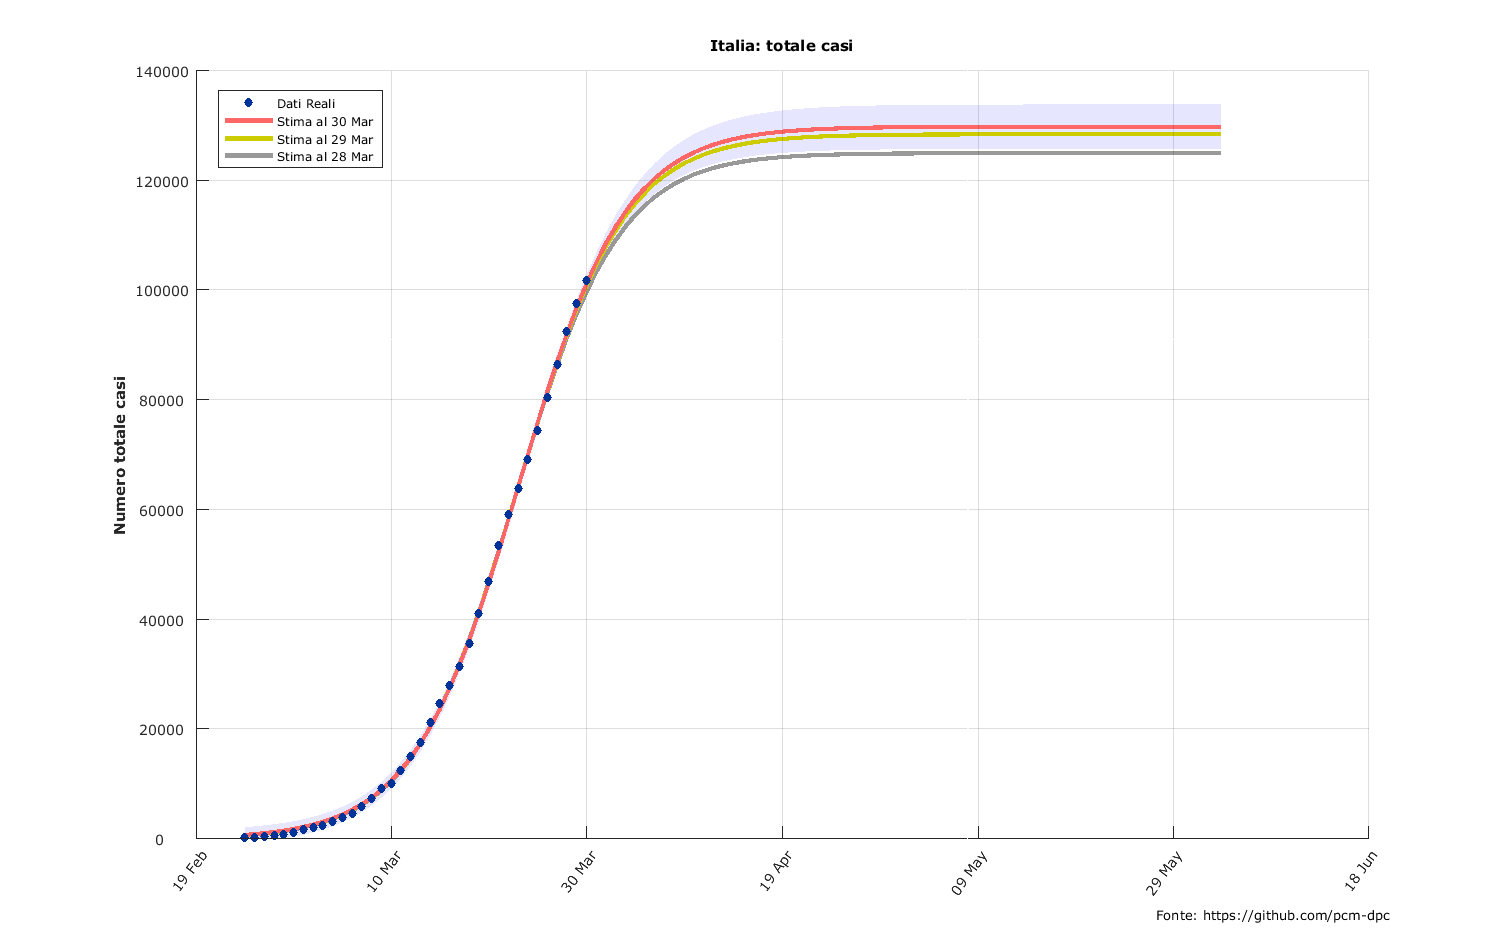 Italia: totale casi
140000
120000
100000
80000
60000
40000
20000
0
Numero totale casi
Dati Reali
Stima al 30 Mar
Stima al 29 Mar
Stima al 28 Mar
19 Feb
10 Mar
30 Mar
19 Apr
09 May
29 May
18 Jun
Fonte: https://github.com/pcm-dpc